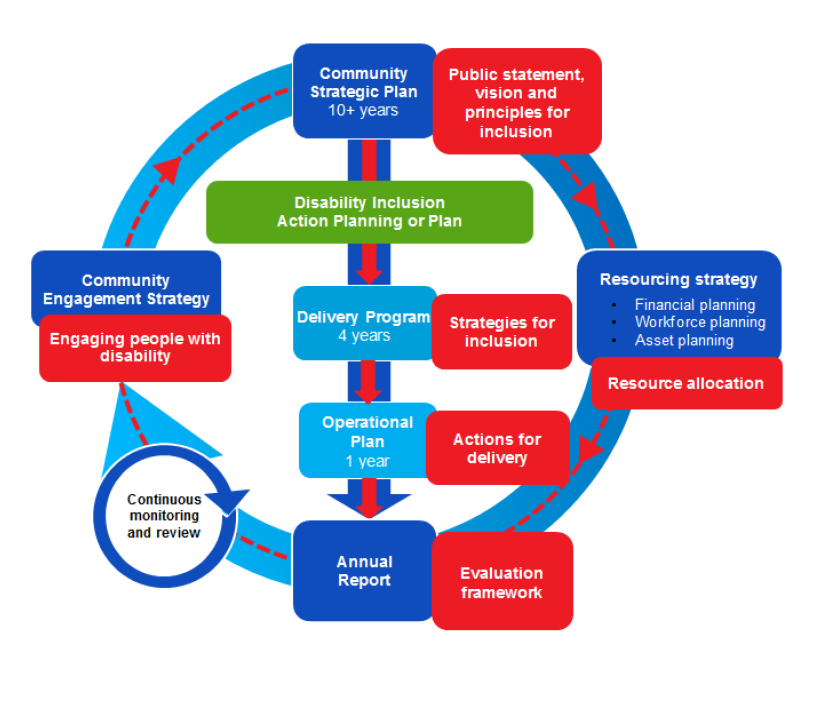 Community
Strategic Plan
10+ years
Public statement,
vision and
principles for
inclusion
Disability Inclusion
Action Planning or Plan
Community
Engagement Strategy
Engaging people with
disability
Resourcing strategy
• Financial planning
• Workforce planning
• Asset planning
Resource allocation
Delivery Program
4 years
Strategies for
inclusion
Operational
Plan
1 year
Actions for
delivery
Continuous
monitoring
and review
Annual
Report
Evaluation
framework